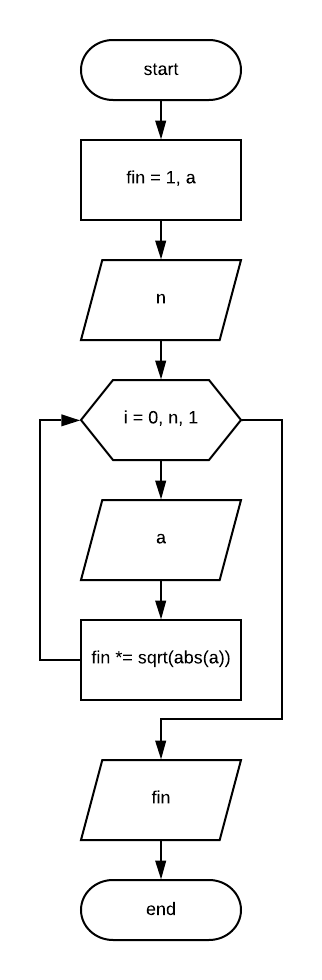 start
fin = 1, a
n
i = 0, n, 1
a
fin *= sqrt(abs(a))
fin
end